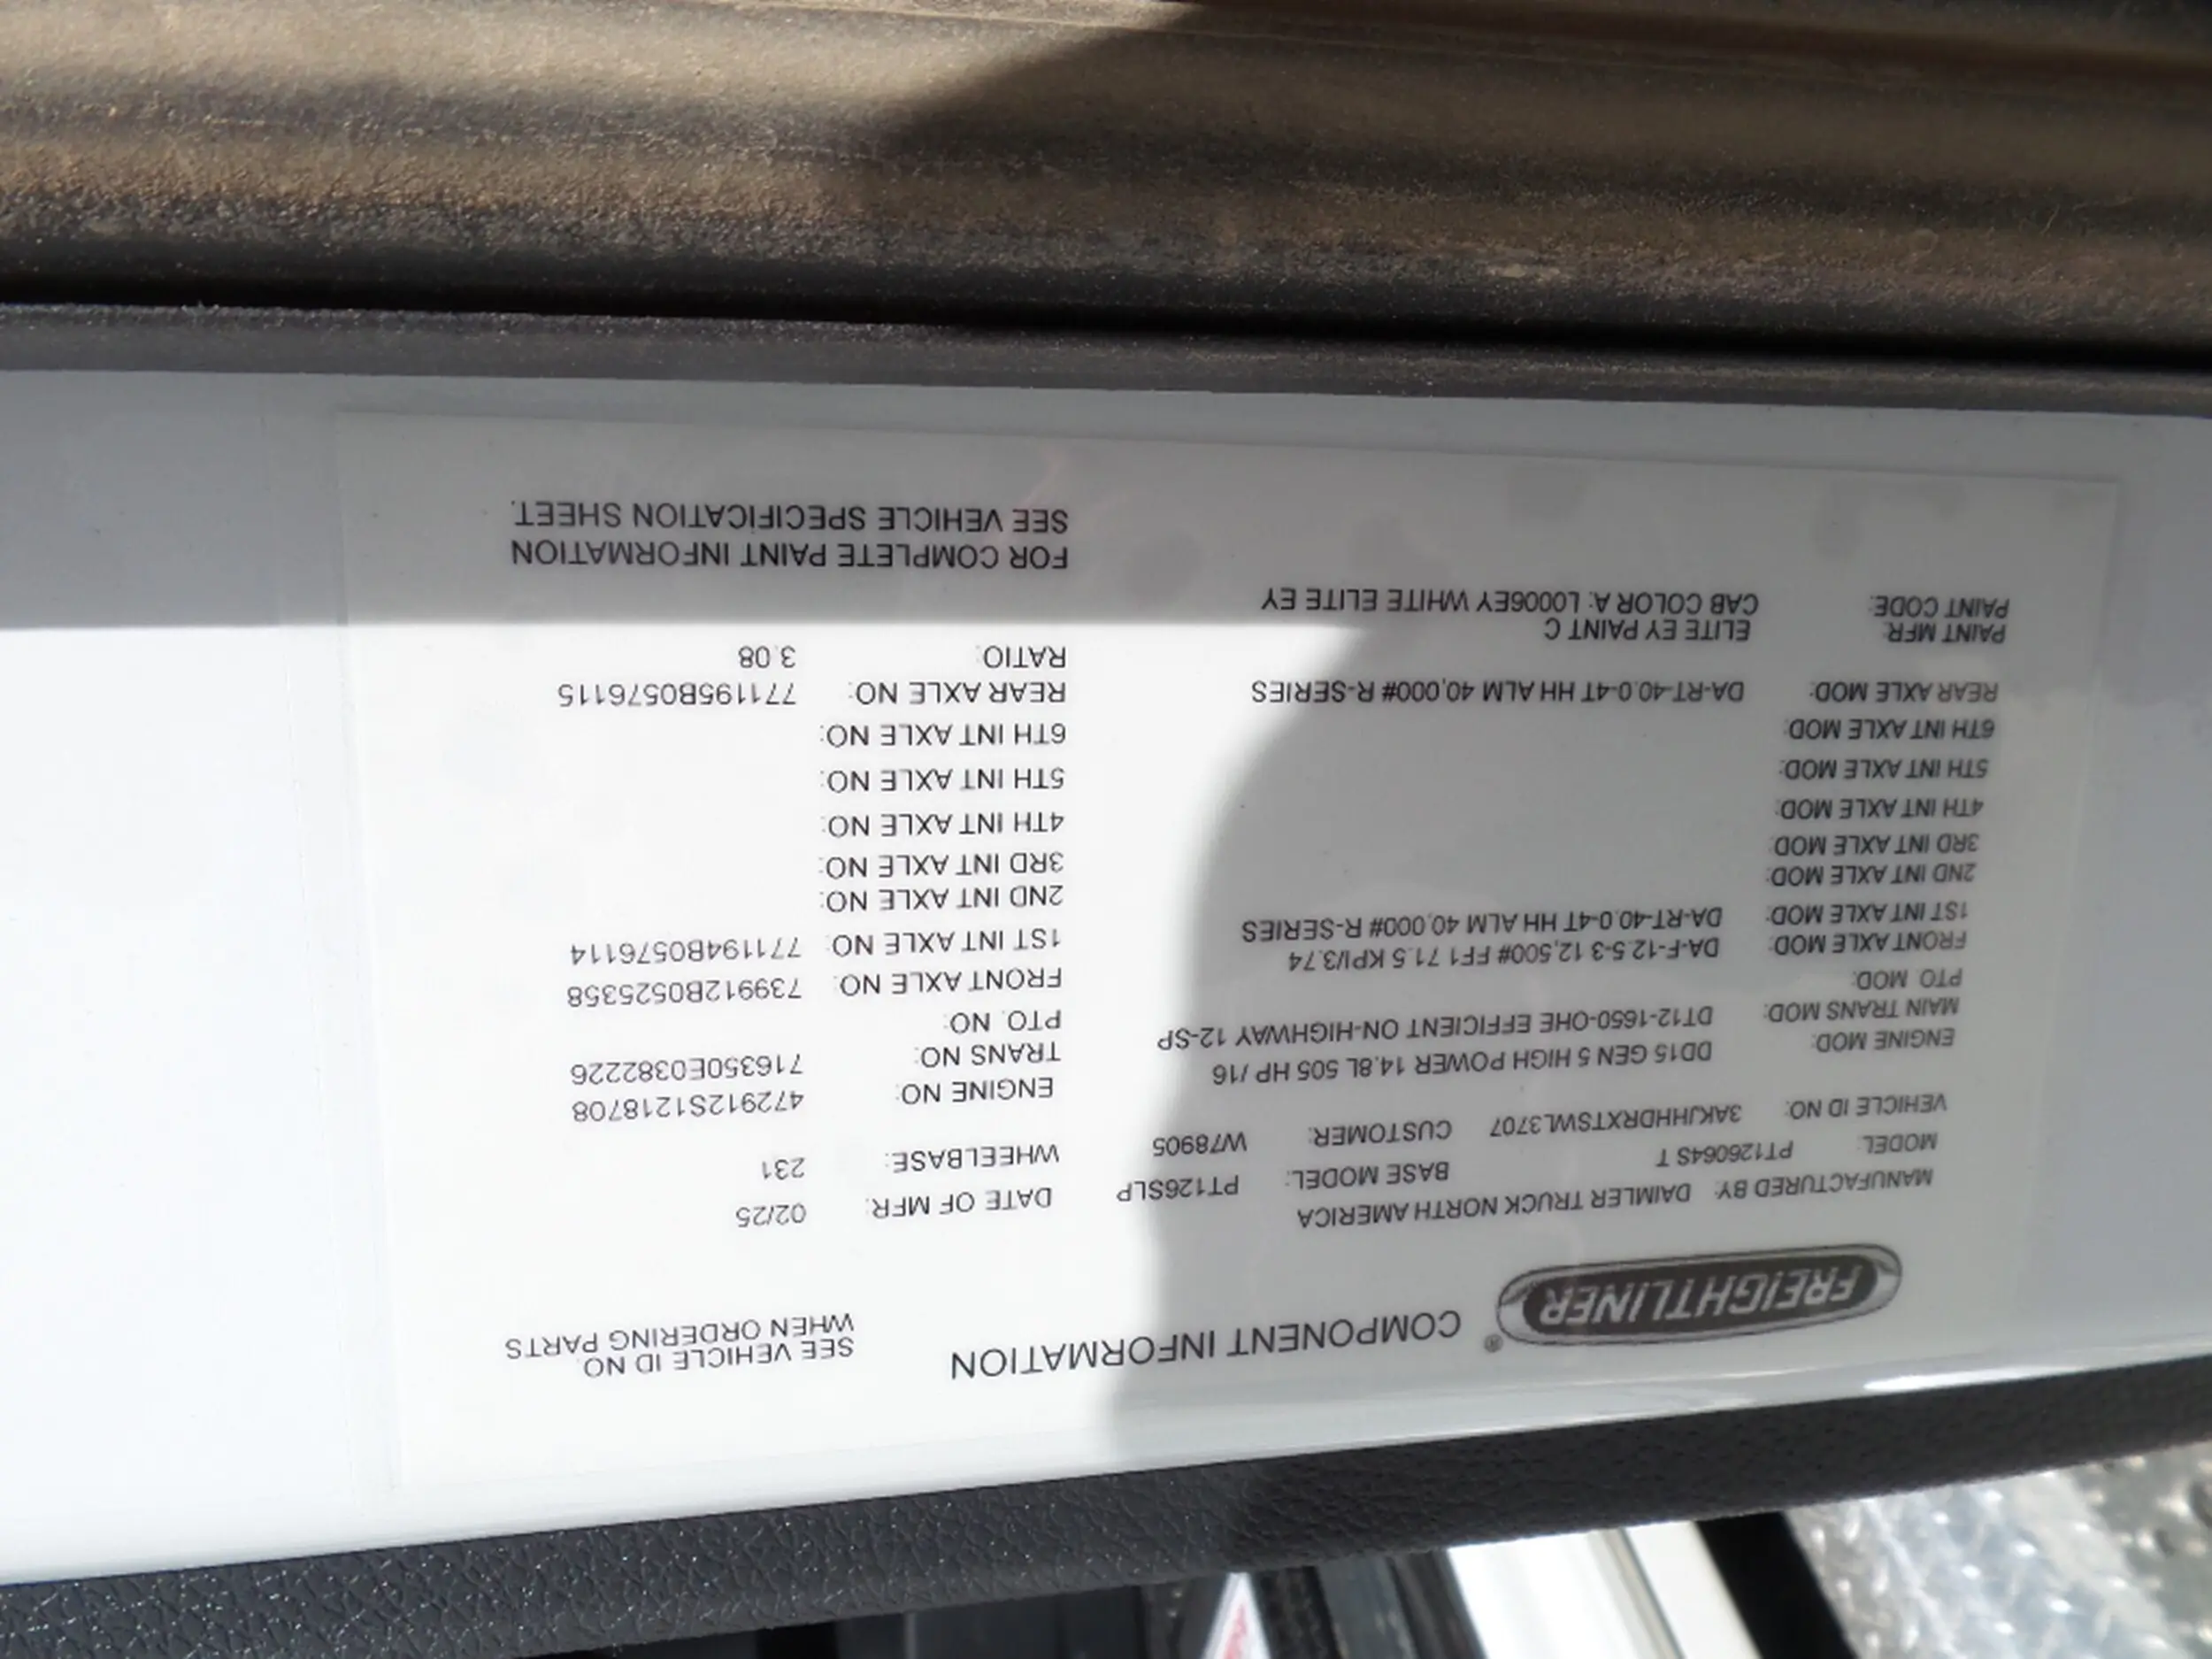 FREIGHTLINER® COMPONENT INFORMATION
SEE VEHICLE ID NO.
WHEN ORDERING PARTS
MANUFACTURED BY: DAIMLER TRUCK NORTH AMERICA DATE OF MFR: 02/25
MODEL: PT126064S T BASE MODEL: PT126SLP WHEELBASE: 231
VEHICLE ID NO: 3AKJHHDRXTSWL3707 CUSTOMER: W78905
ENGINE MOD: DD15 GEN 5 HIGH POWER 14.8L 505 HP /16 ENGINE NO: 472912S1218708
MAIN TRANS MOD: DT12-1650-OHE EFFICIENT ON-HIGHWAY 12-SP TRANS NO: 716350E0382226
PTO MOD: PTO. NO:
FRONT AXLE MOD: DA-F-12.5-3 12,500# FF1 71.5 KPI/3.74 FRONT AXLE NO: 739912B0525358
1ST INT AXLE MOD: DA-RT-40.0-4T HH ALM 40,000# R-SERIES 1ST INT AXLE NO: 771194B0576114
2ND INT AXLE MOD: 2ND INT AXLE NO:
3RD INT AXLE MOD: 3RD INT AXLE NO:
4TH INT AXLE MOD: 4TH INT AXLE NO:
5TH INT AXLE MOD: 5TH INT AXLE NO:
6TH INT AXLE MOD: 6TH INT AXLE NO:
REAR AXLE MOD: DA-RT-40.0-4T HH ALM 40,000# R-SERIES REAR AXLE NO: 771195B0576115
RATIO: 3.08
PAINT MFR: ELITE EY PAINT C
PAINT CODE: CAB COLOR A: L0006EY WHITE ELITE EY
FOR COMPLETE PAINT INFORMATION
SEE VEHICLE SPECIFICATION SHEET.